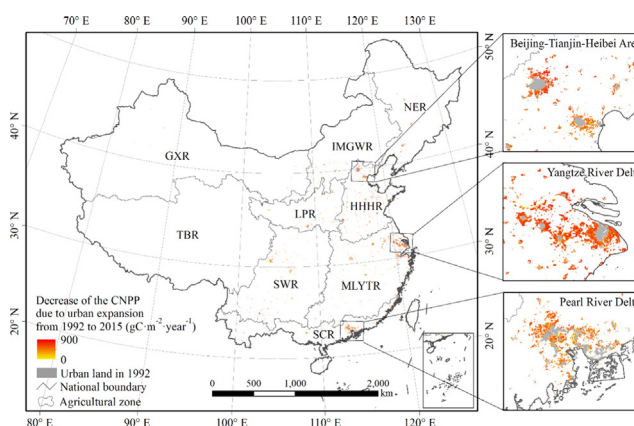 70° E
80° E
90° E
100° E
110° E
120° E
130° E
50° N
40° N
30° N
20° N
40° N
30° N
20° N
NER
IMGWR
GXR
LPR
HHHR
TBR
SWR
MLYTR
SCR
Beijing-Tianjin-Heibei Are
Yangtze River Delt
Pearl River Delt
Decrease of the CNPP
due to urban expansion
from 1992 to 2015 (gC·m⁻²·year⁻¹)
900
0
Urban land in 1992
National boundary
Agricultural zone
0 500 1,000 2,000
km
80° E
90° E
100° E
110° E
120° E